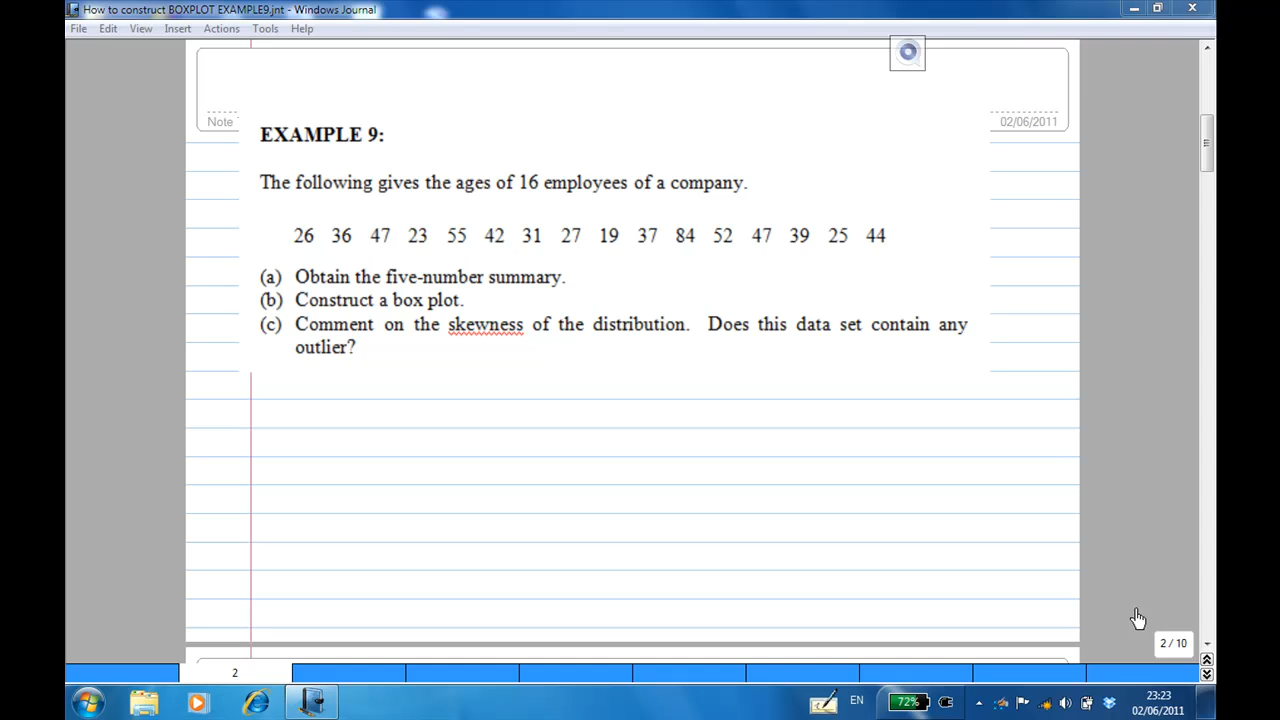 How to construct BOXPLOT EXAMPLE9.jnt - Windows Journal
File Edit View Insert Actions Tools Help
Note 02/06/2011
EXAMPLE 9:
The following gives the ages of 16 employees of a company.
26 36 47 23 55 42 31 27 19 37 84 52 47 39 25 44
(a) Obtain the five-number summary.
(b) Construct a box plot.
(c) Comment on the skewness of the distribution. Does this data set contain any
outlier?
2 / 10
2
EN 72% 23:23
02/06/2011